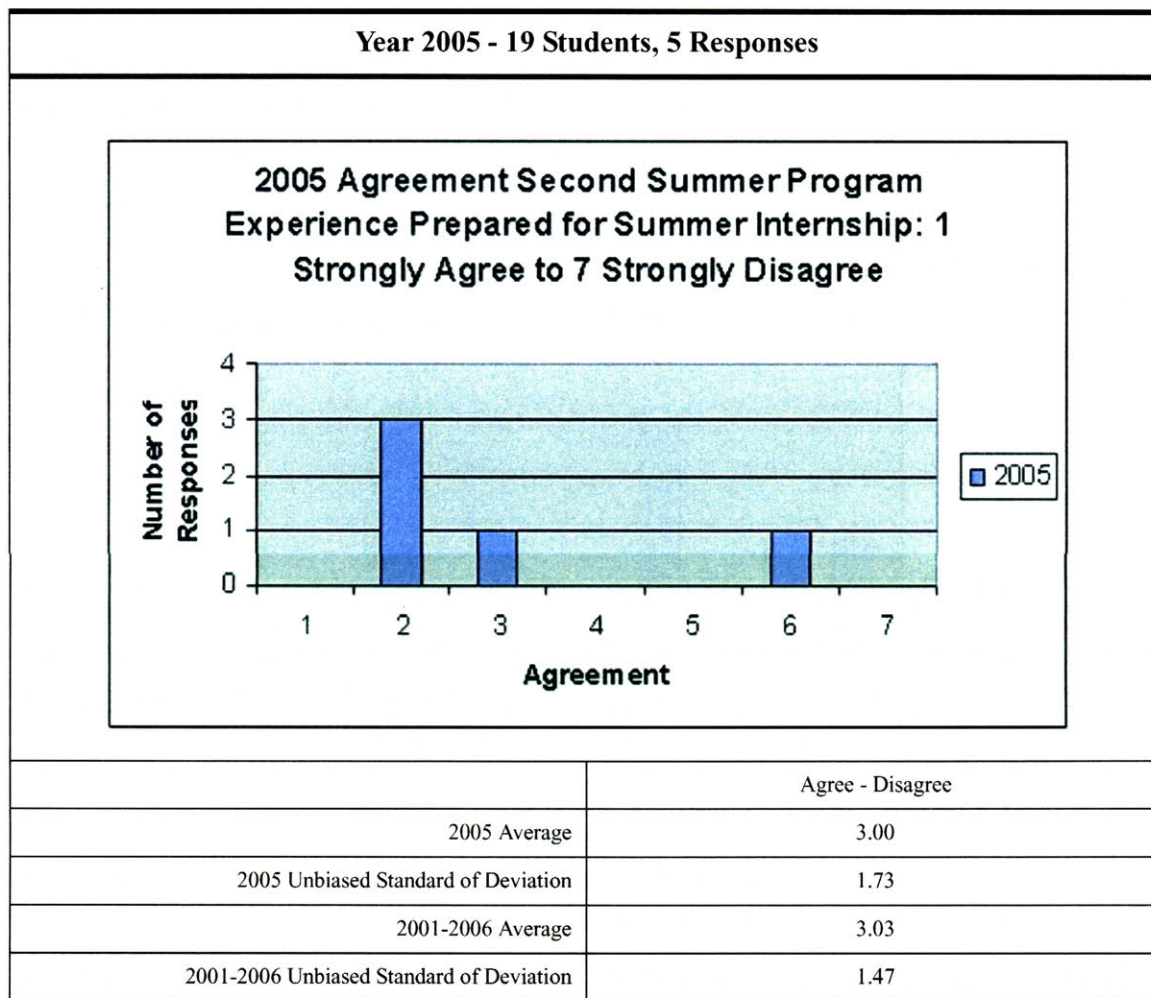 Year 2005 - 19 Students, 5 Responses
2005 Agreement Second Summer Program
Experience Prepared for Summer Internship: 1
Strongly Agree to 7 Strongly Disagree
4
3
2
1
0
Number of
Responses
1 2 3 4 5 6 7
Agreement
2005
Agree - Disagree
2005 Average 3.00
2005 Unbiased Standard of Deviation 1.73
2001-2006 Average 3.03
2001-2006 Unbiased Standard of Deviation 1.47